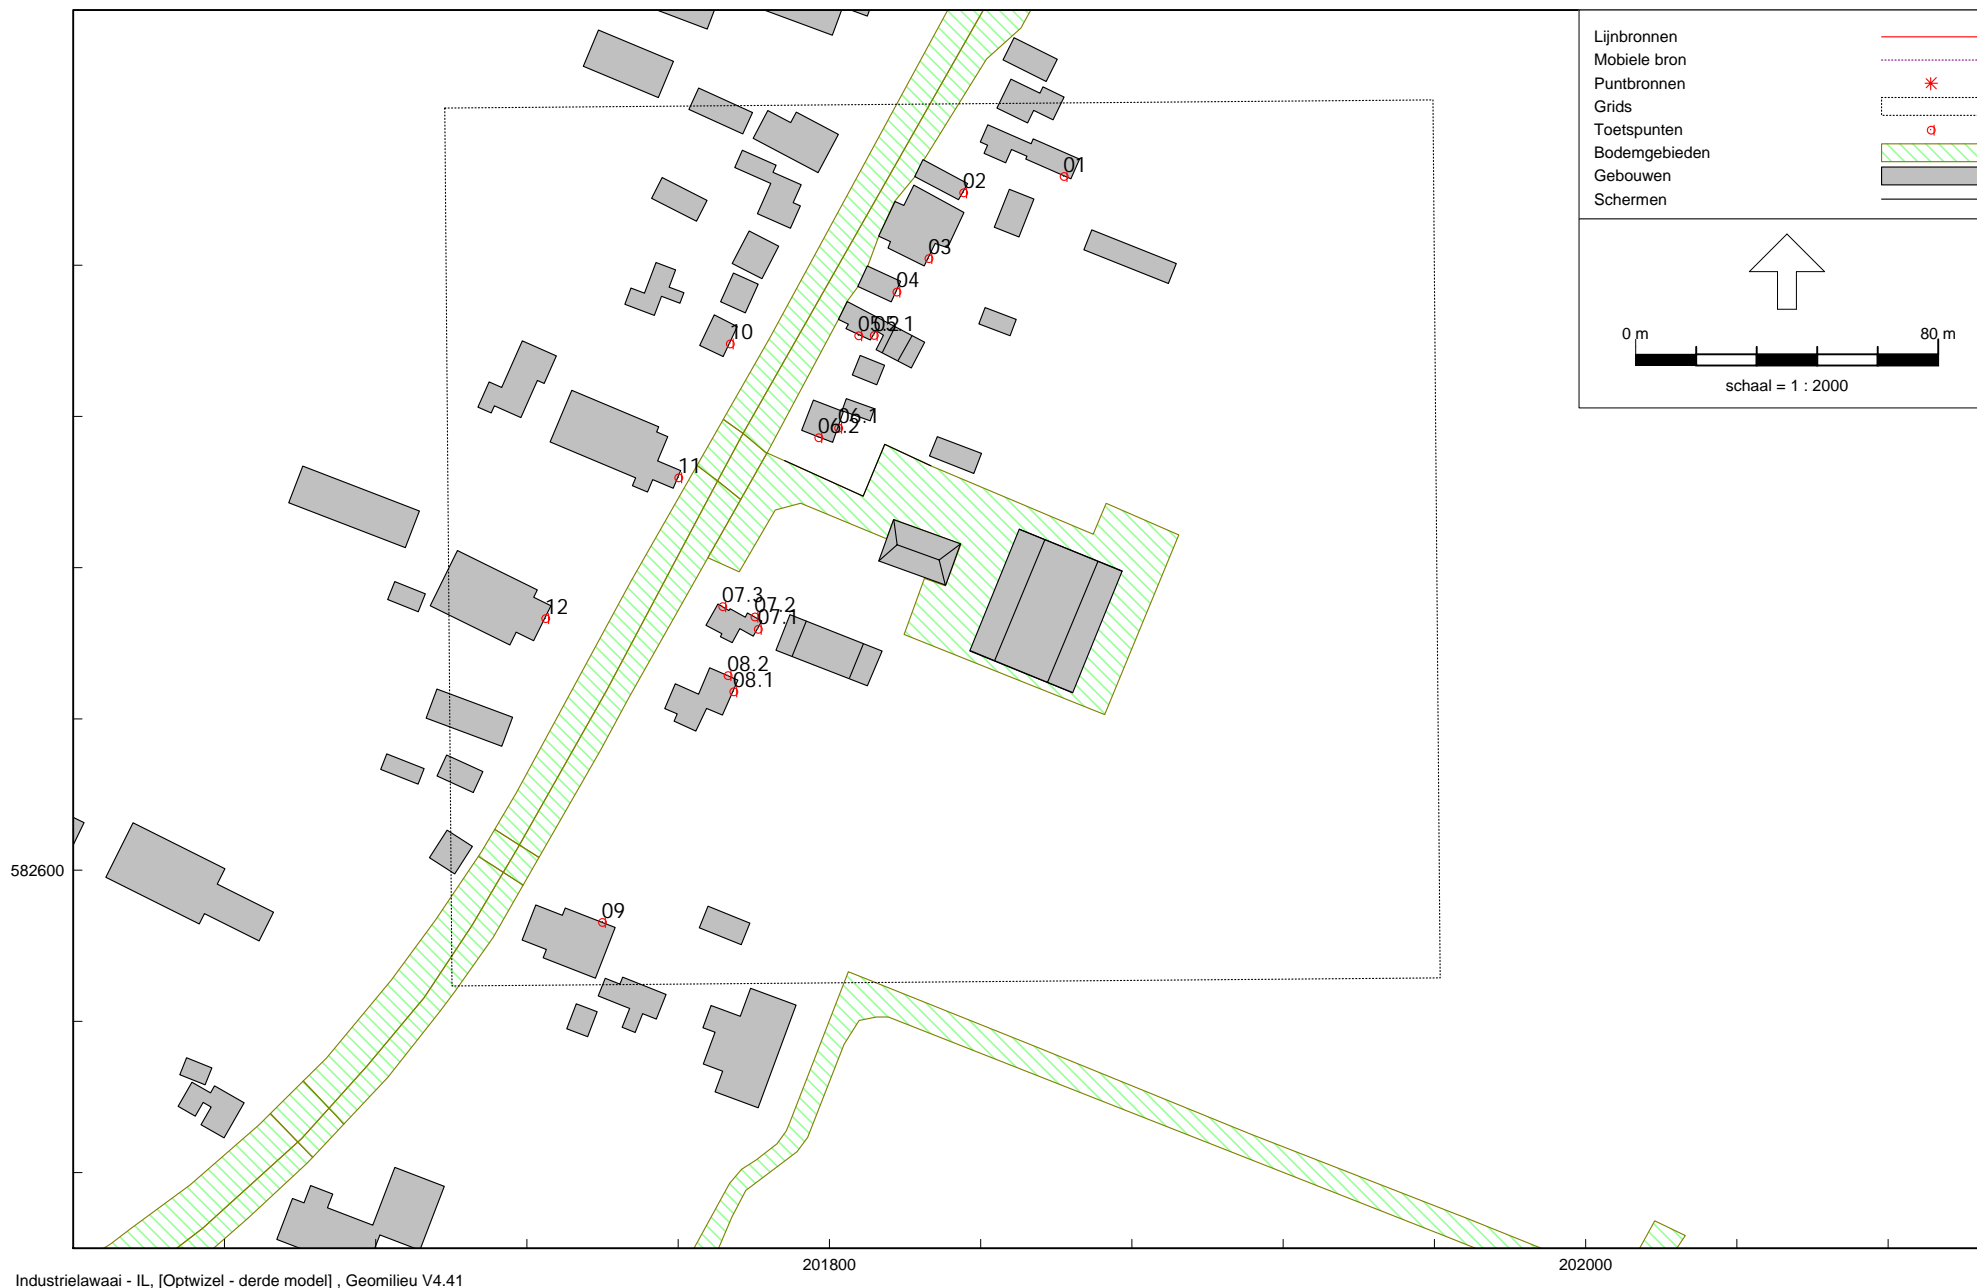 Lijnbronnen
Mobiele bron
Puntbronnen
Grids
Toetspunten
Bodemgebieden
Gebouwen
Schermen
0 m 80 m
schaal = 1 : 2000
01
02
03
04
05.1
10
06.1
06.2
11
07.3
07.2
12
07.1
08.2
08.1
582600
09
201800 202000
Industrielawaai - IL, [Optwizel - derde model] , Geomilieu V4.41